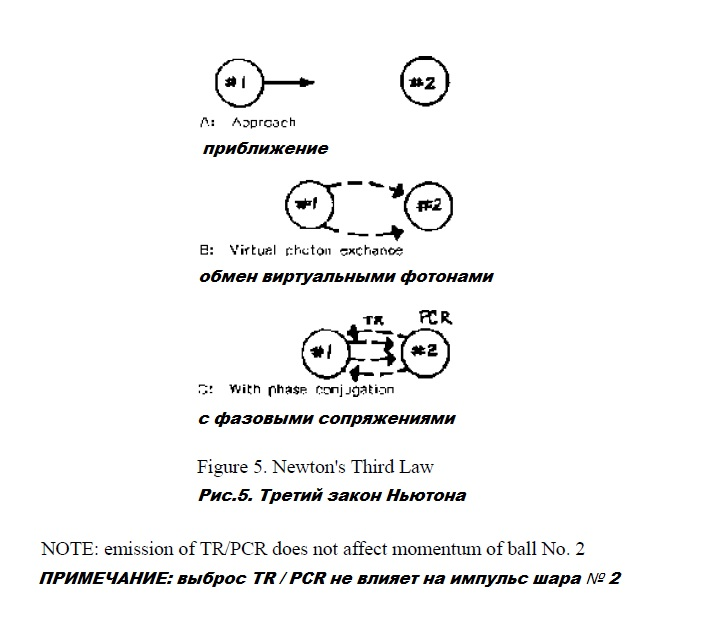 #1
#2
A: Approach
приближение
#1
#2
B: Virtual photon exchange
обмен виртуальными фотонами
TR
PCR
#1
#2
C: With phase conjugation
с фазовыми сопряжениями
Figure 5. Newton's Third Law
Рис.5. Третий закон Ньютона
NOTE: emission of TR/PCR does not affect momentum of ball No. 2
ПРИМЕЧАНИЕ: выброс TR / PCR не влияет на импульс шара № 2